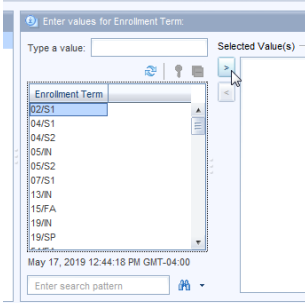 Enter values for Enrollment Term:
Type a value:
Selected Value(s)
Enrollment Term
02/S1
04/S1
04/S2
05/IN
05/S2
07/S1
13/IN
15/FA
19/IN
19/SP
May 17, 2019 12:44:18 PM GMT-04:00
Enter search pattern